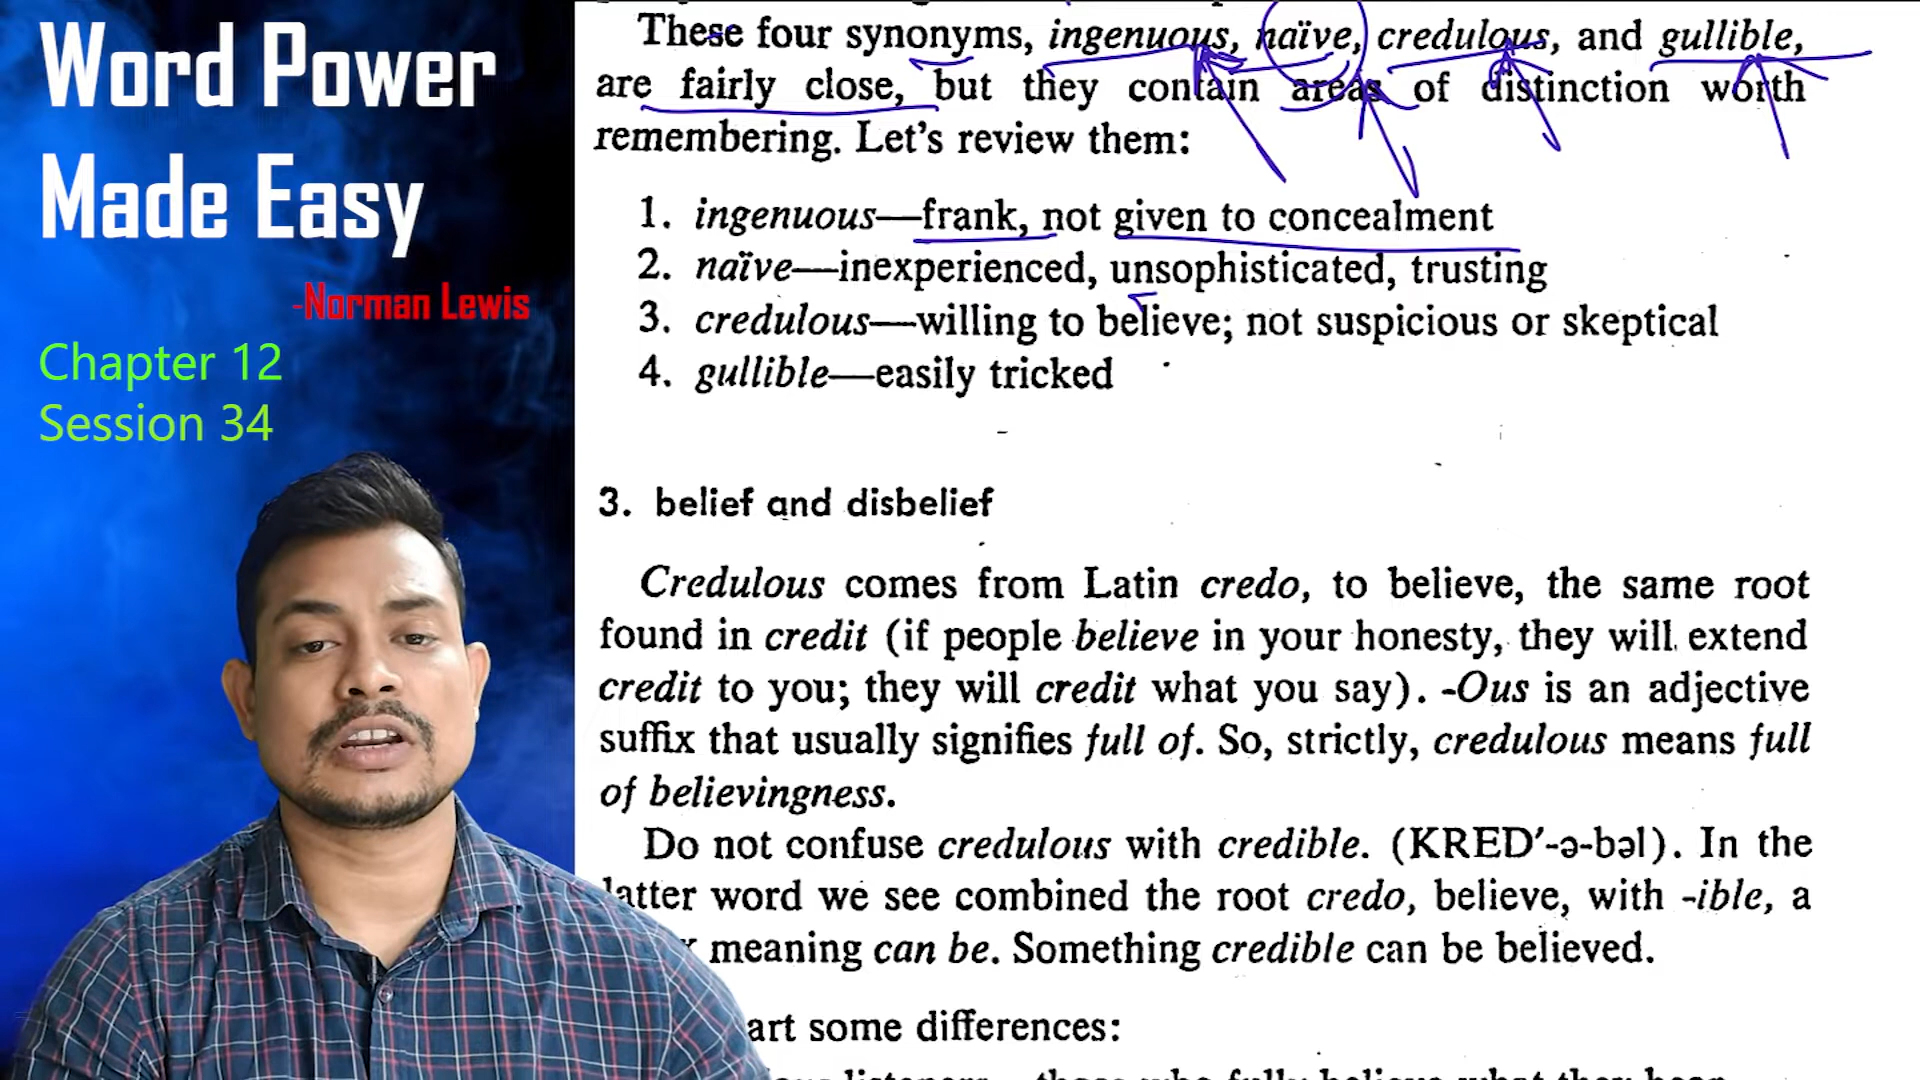 Word Power
Made Easy
-Norman Lewis
Chapter 12
Session 34
These four synonyms, ingenuous, naïve, credulous, and gullible,
are fairly close, but they contain areas of distinction worth
remembering. Let's review them:
1. ingenuous—frank, not given to concealment
2. naïve—inexperienced, unsophisticated, trusting
3. credulous—willing to believe; not suspicious or skeptical
4. gullible—easily tricked
3. belief and disbelief
Credulous comes from Latin credo, to believe, the same root
found in credit (if people believe in your honesty, they will extend
credit to you; they will credit what you say). -Ous is an adjective
suffix that usually signifies full of. So, strictly, credulous means full
of believingness.
Do not confuse credulous with credible. (KRED′-ə-bəl). In the
latter word we see combined the root credo, believe, with -ible, a
meaning can be. Something credible can be believed.
some differences: